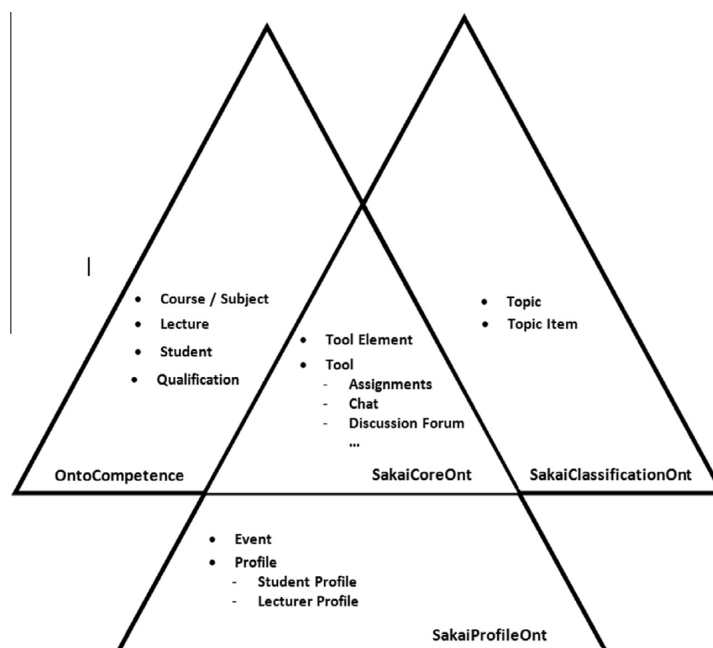 • Course / Subject
• Lecture
• Student
• Qualification
• Tool Element
• Tool
- Assignments
- Chat
- Discussion Forum
...
• Topic
• Topic Item
OntoCompetence
SakaiCoreOnt
SakaiClassificationOnt
• Event
• Profile
- Student Profile
- Lecturer Profile
SakaiProfileOnt